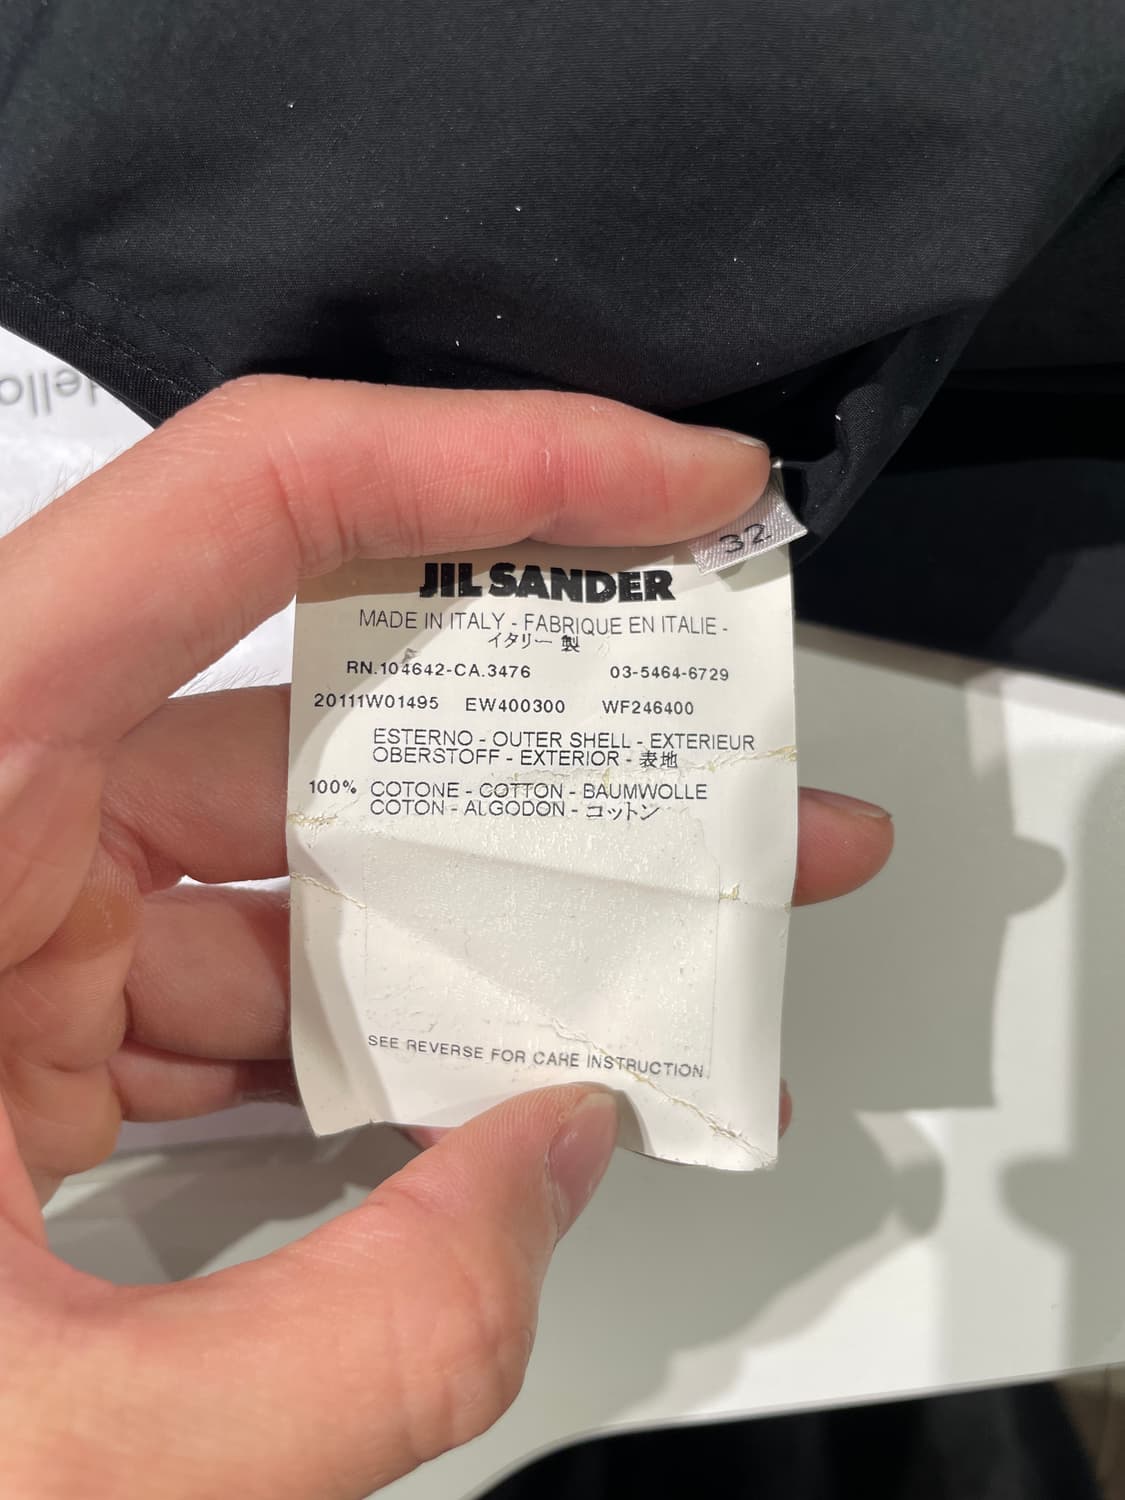 32
JIL SANDER
MADE IN ITALY - FABRIQUE EN ITALIE -
イタリー 製
RN.104642-CA.3476 03-5464-6729
20111W01495 EW400300 WF246400
ESTERNO - OUTER SHELL - EXTERIEUR
OBERSTOFF - EXTERIOR - 表地
100% COTONE - COTTON - BAUMWOLLE
COTON - ALGODON - コットン
SEE REVERSE FOR CARE INSTRUCTION.